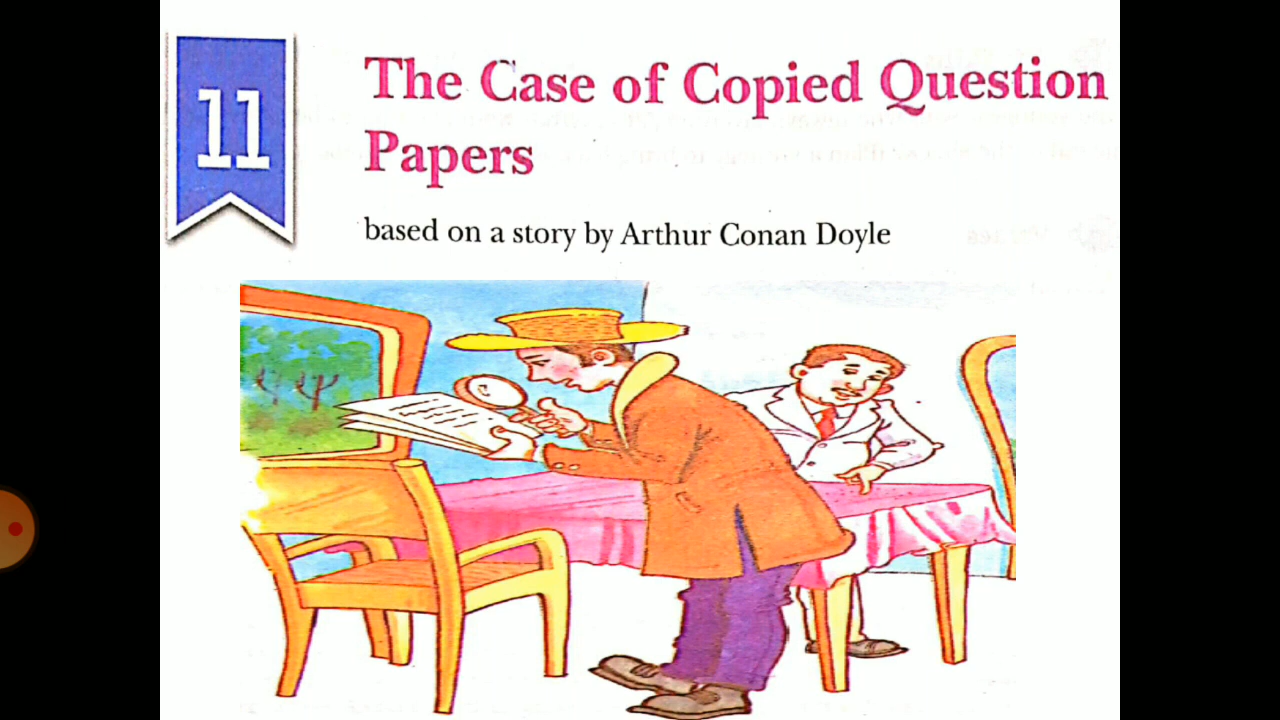 11
The Case of Copied Question
Papers
based on a story by Arthur Conan Doyle